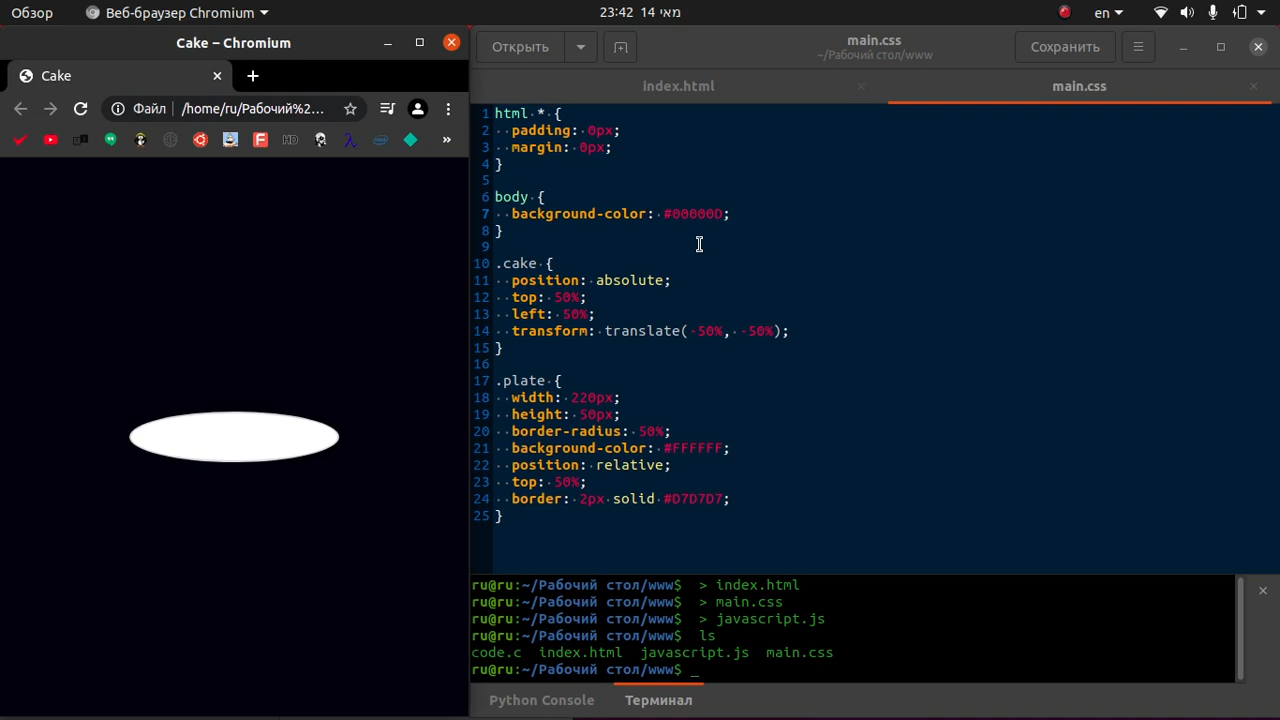 Обзор
Веб-браузер Chromium
23:42 14 מאי
en
Cake – Chromium
Cake
Файл
/home/ru/Рабочий%2...
HD
»
Открыть
main.css
~/Рабочий стол/www
Сохранить
index.html
main.css
1 html * {
2   padding: 0px;
3   margin: 0px;
4 }
5
6 body {
7   background-color: #00000D;
8 }
9
10 .cake {
11   position: absolute;
12   top: 50%;
13   left: 50%;
14   transform: translate(-50%, -50%);
15 }
16
17 .plate {
18   width: 220px;
19   height: 50px;
20   border-radius: 50%;
21   background-color: #FFFFFF;
22   position: relative;
23   top: 50%;
24   border: 2px solid #D7D7D7;
25 }
ru@ru:~/Рабочий стол/www$  > index.html
ru@ru:~/Рабочий стол/www$  > main.css
ru@ru:~/Рабочий стол/www$  > javascript.js
ru@ru:~/Рабочий стол/www$  ls
code.c  index.html  javascript.js  main.css
ru@ru:~/Рабочий стол/www$ _
Python Console
Терминал